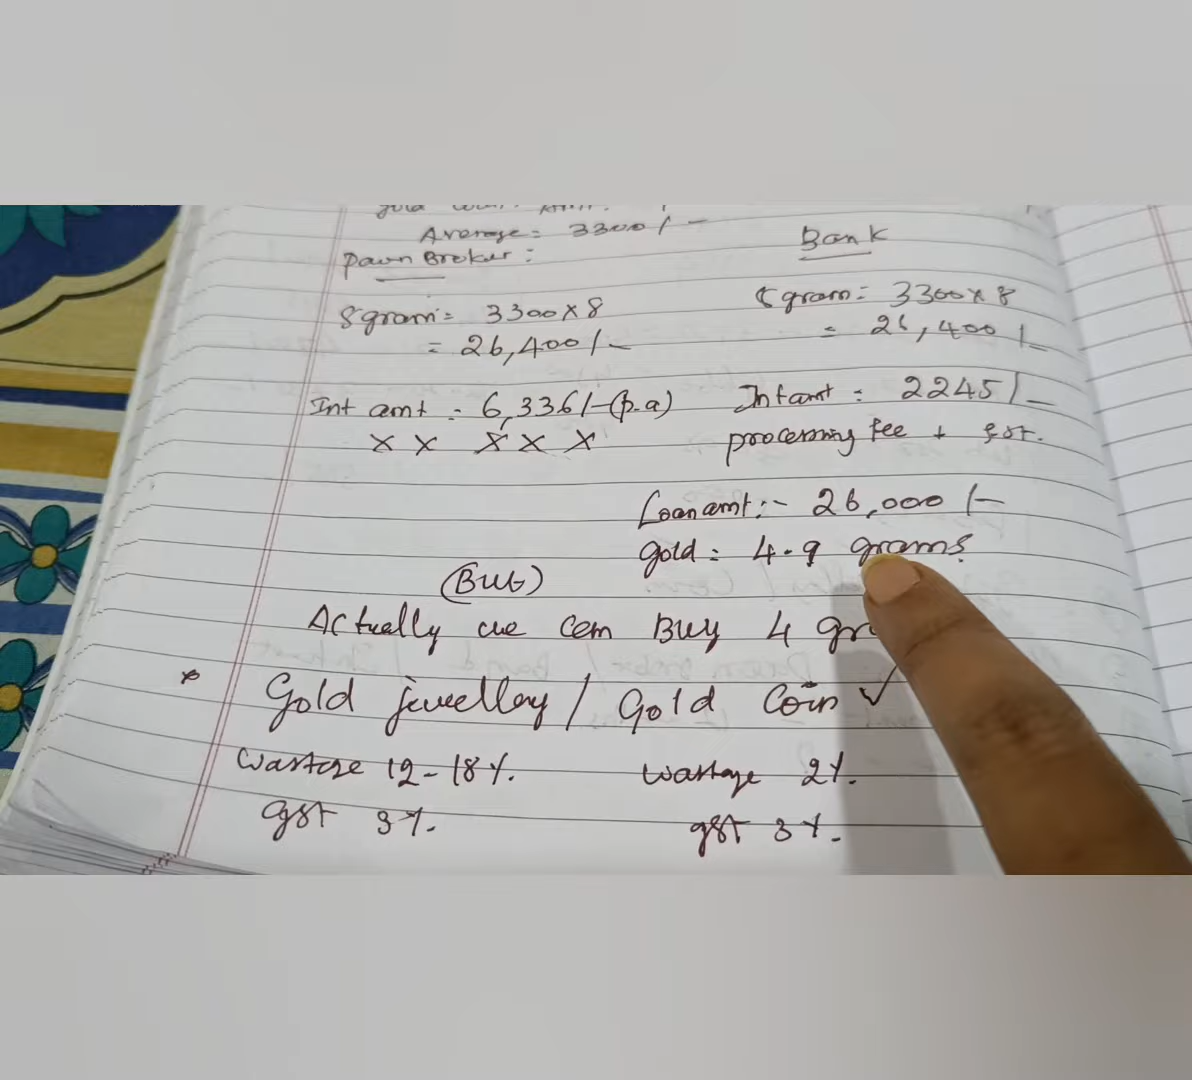 Average = 3300/-
Pawn Broker :
Bank
8 gram = 3300 x 8
= 26,400/-
8 gram = 3300 x 8
= 26,400/-
Int amt = 6,336/-(p.a)
x x x x x
Int amt = 2245/-
processing fee + gst.
Loan amt :- 26,000/-
gold = 4.9 grams
(But)
Actually we can Buy 4 gr
* Gold jewellery / Gold Coin ✓
Wastage 12-18%.
gst 3%.
wastage 2%.
gst 3%.